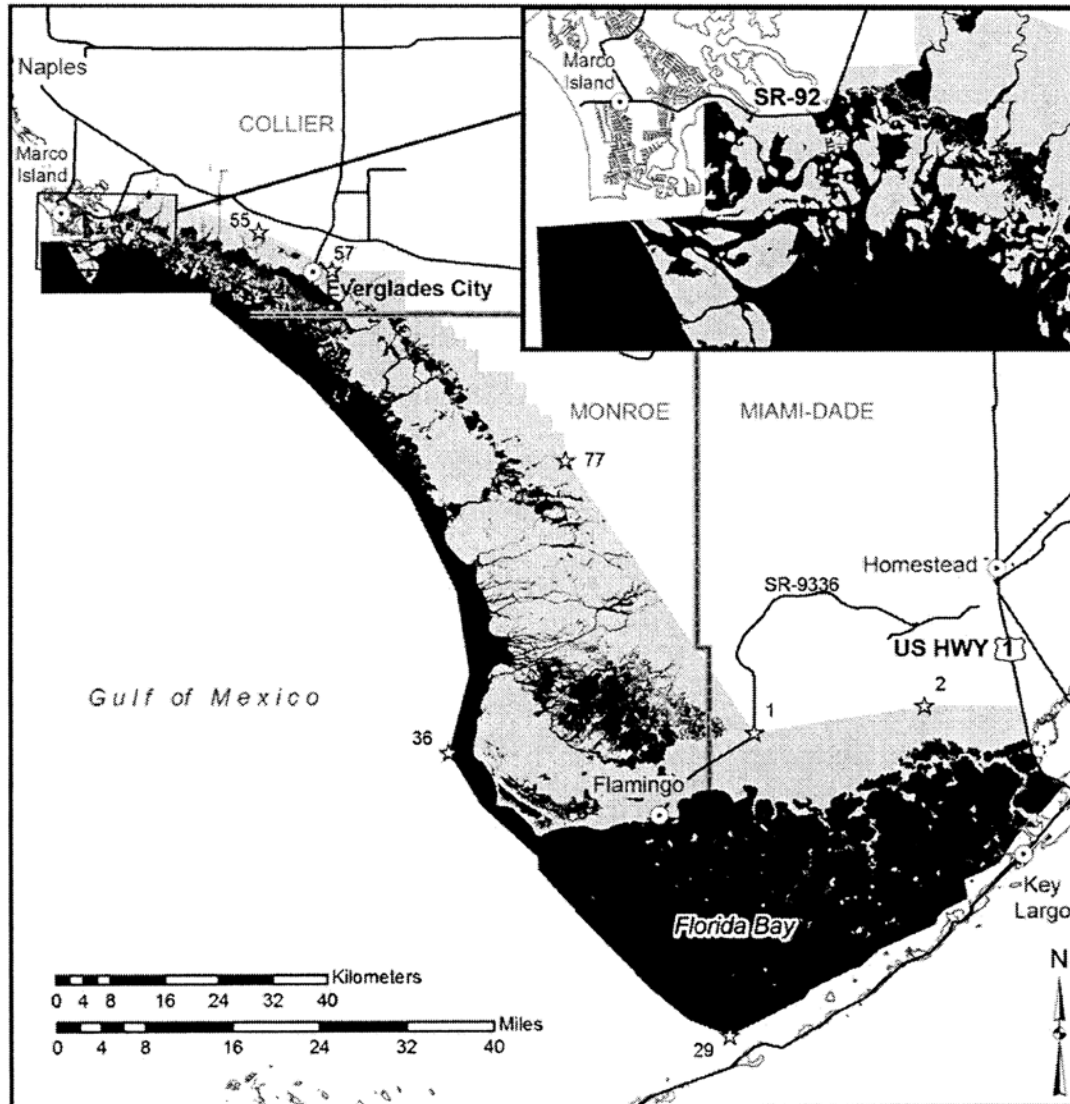 Naples
COLLIER
Marco
Island
Marco
Island
SR-92
55
57
Everglades City
MONROE
MIAMI-DADE
77
Homestead
SR-9336
US HWY 1
Gulf of Mexico
2
1
36
Flamingo
Key
Largo
Florida Bay
N
Kilometers
0 4 8 16 24 32 40
Miles
0 4 8 16 24 32 40
29